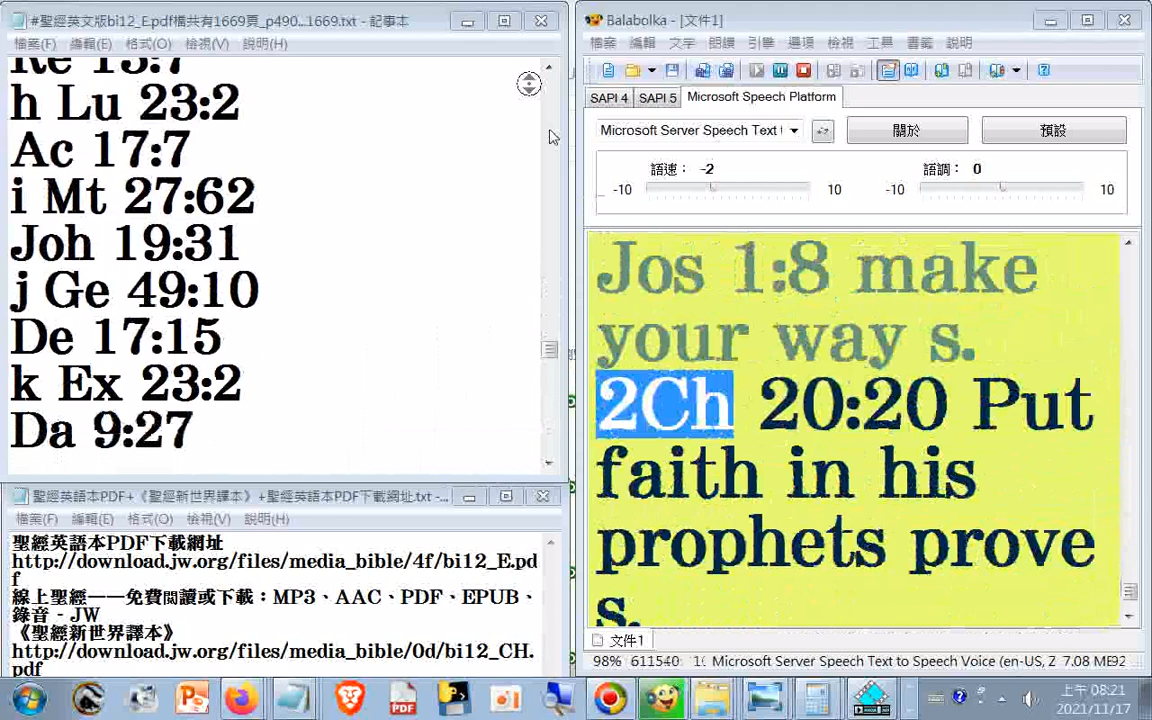 #聖經英文版bi12_E.pdf檔共有1669頁_p490...1669.txt - 記事本
檔案(F) 編輯(E) 格式(O) 檢視(V) 說明(H)
Re 15:7
h Lu 23:2
Ac 17:7
i Mt 27:62
Joh 19:31
j Ge 49:10
De 17:15
k Ex 23:2
Da 9:27
聖經英語本PDF+《聖經新世界譯本》+聖經英語本PDF下載網址.txt - ...
檔案(F) 編輯(E) 格式(O) 檢視(V) 說明(H)
聖經英語本PDF下載網址
http://download.jw.org/files/media_bible/4f/bi12_E.pd
f
線上聖經——免費閱讀或下載：MP3、AAC、PDF、EPUB、
錄音 - JW
《聖經新世界譯本》
http://download.jw.org/files/media_bible/0d/bi12_CH.
pdf
Balabolka - [文件1]
檔案 編輯 文字 朗讀 引擎 選項 檢視 工具 書籤 說明
SAPI 4 SAPI 5 Microsoft Speech Platform
Microsoft Server Speech Text 關於 預設
語速： -2 語調： 0
-10 10 -10 10
Jos 1:8 make
your way s.
2Ch 20:20 Put
faith in his
prophets prove
s.
文件1
98% 611540 Microsoft Server Speech Text to Speech Voice (en-US, Z 7.08 ME92
上午 08:21
2021/11/17